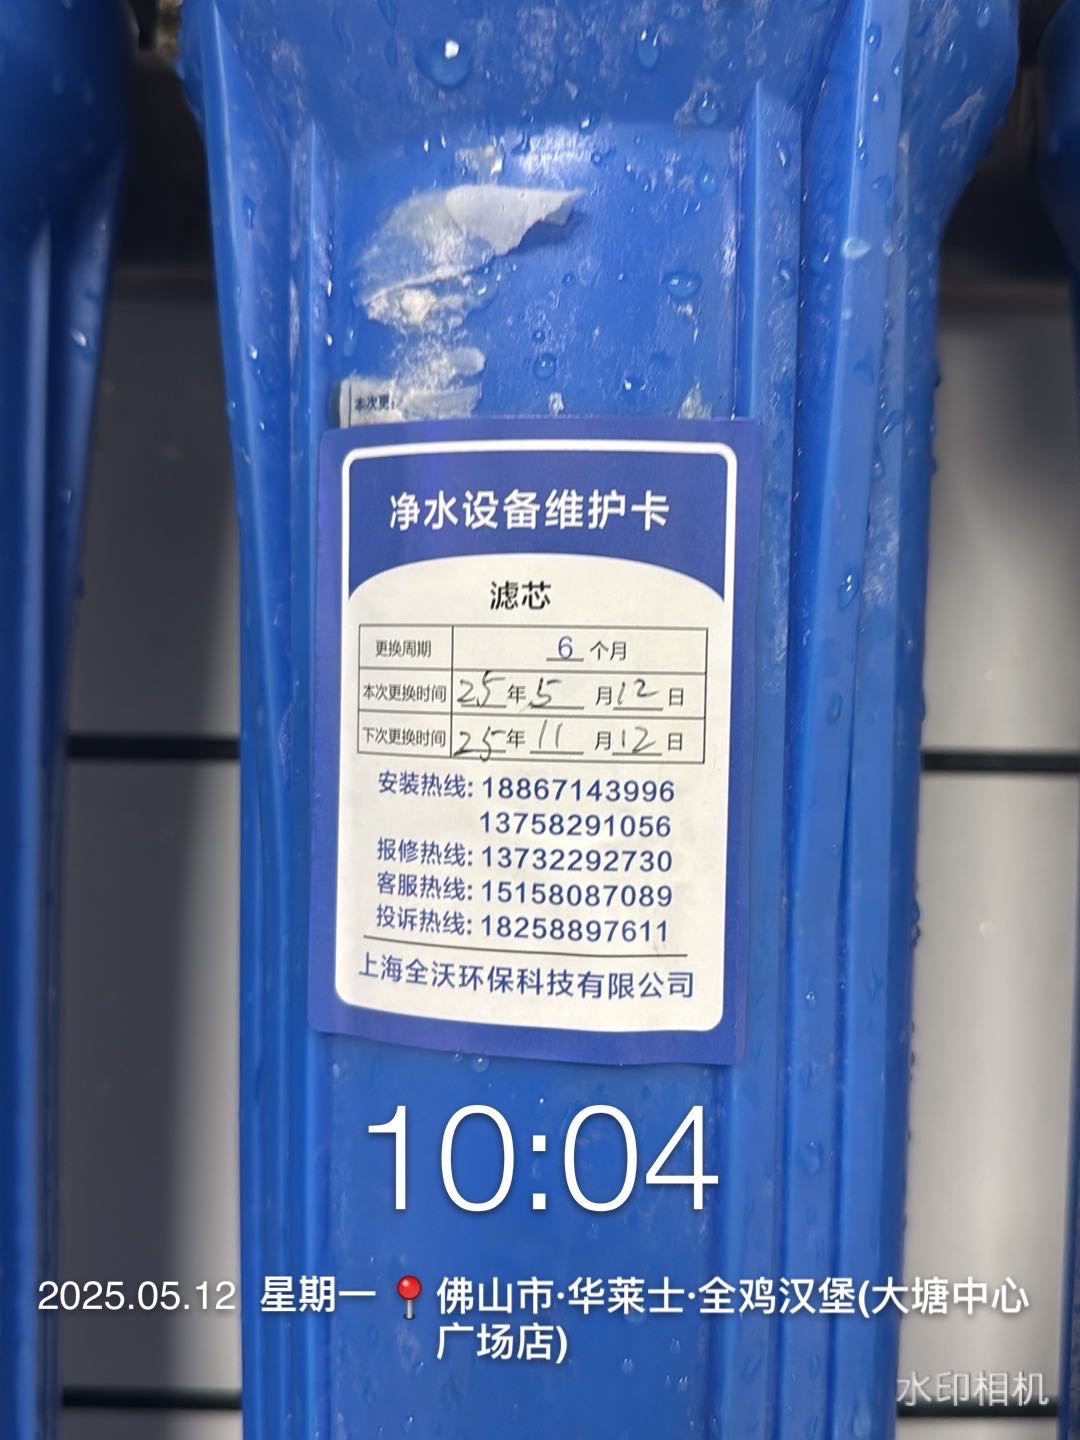 本次更
净水设备维护卡
滤芯
更换周期 6 个月
本次更换时间 25 年 5 月 12 日
下次更换时间 25 年 11 月 12 日
安装热线: 18867143996
13758291056
报修热线: 13732292730
客服热线: 15158087089
投诉热线: 18258897611
上海全沃环保科技有限公司
10:04
2025.05.12 星期一 📍 佛山市·华莱士·全鸡汉堡(大塘中心
广场店)
水印相机